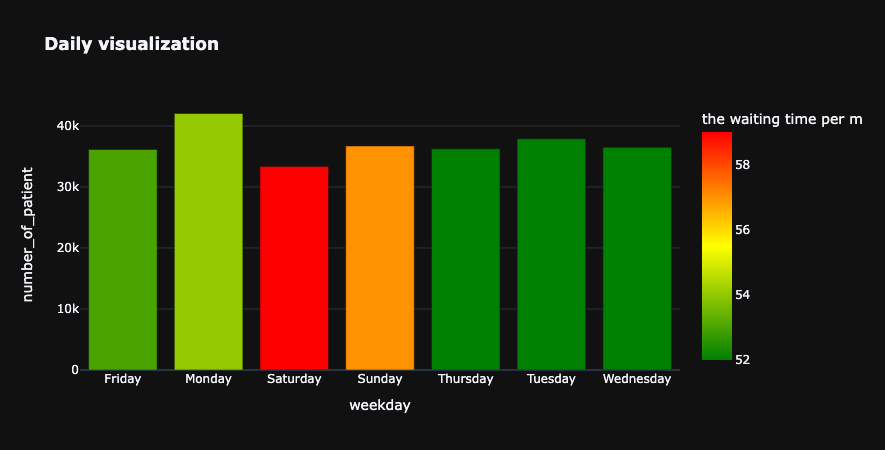 Daily visualization
the waiting time per m
number_of_patient
40k
30k
20k
10k
0
58
56
54
52
Friday
Monday
Saturday
Sunday
Thursday
Tuesday
Wednesday
weekday